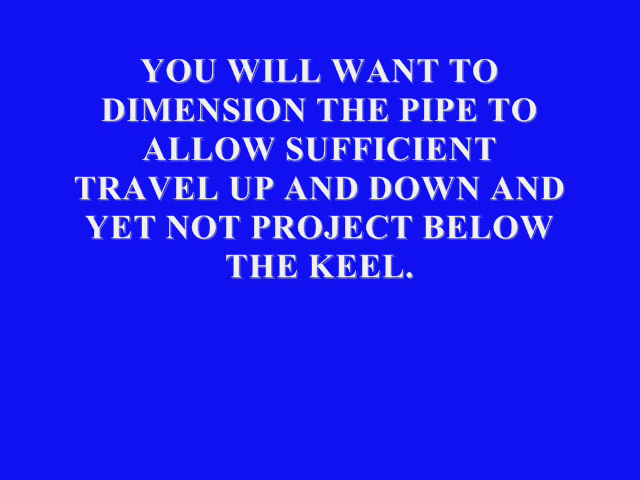 YOU WILL WANT TO
DIMENSION THE PIPE TO
ALLOW SUFFICIENT
TRAVEL UP AND DOWN AND
YET NOT PROJECT BELOW
THE KEEL.